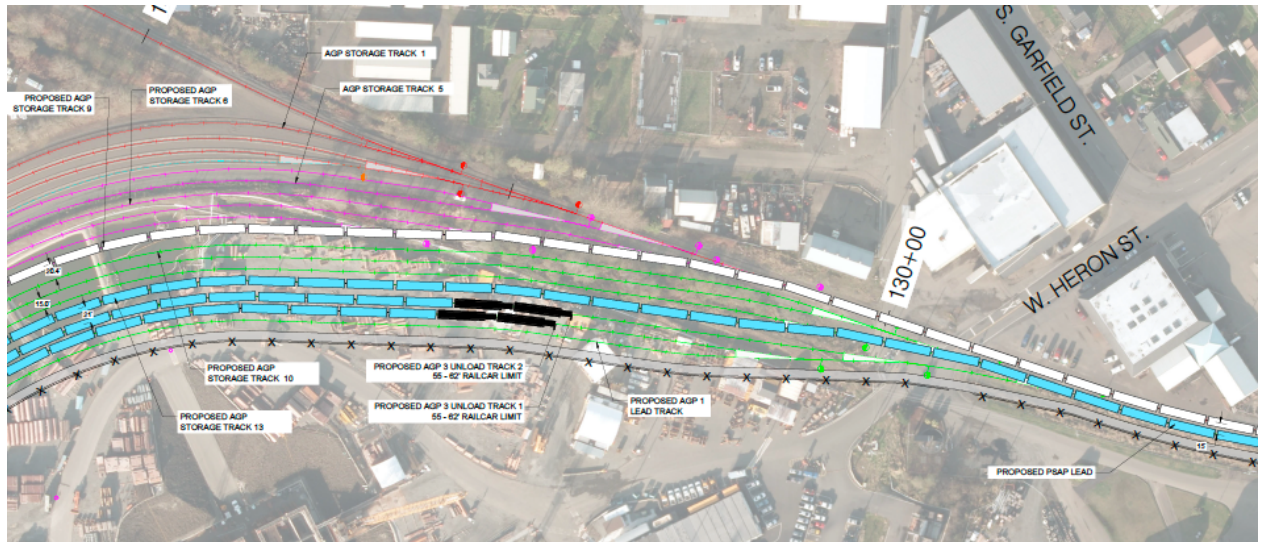 1
S. GARFIELD ST.
AGP STORAGE TRACK 1
AGP STORAGE TRACK 5
PROPOSED AGP
STORAGE TRACK 6
PROPOSED AGP
STORAGE TRACK 9
130+00
W. HERON ST.
21'
PROPOSED AGP
STORAGE TRACK 10
PROPOSED AGP 3 UNLOAD TRACK 2
55 - 62' RAILCAR LIMIT
PROPOSED AGP 3 UNLOAD TRACK 1
55 - 62' RAILCAR LIMIT
PROPOSED AGP 1
LEAD TRACK
PROPOSED AGP
STORAGE TRACK 13
15'
PROPOSED PSAP LEAD